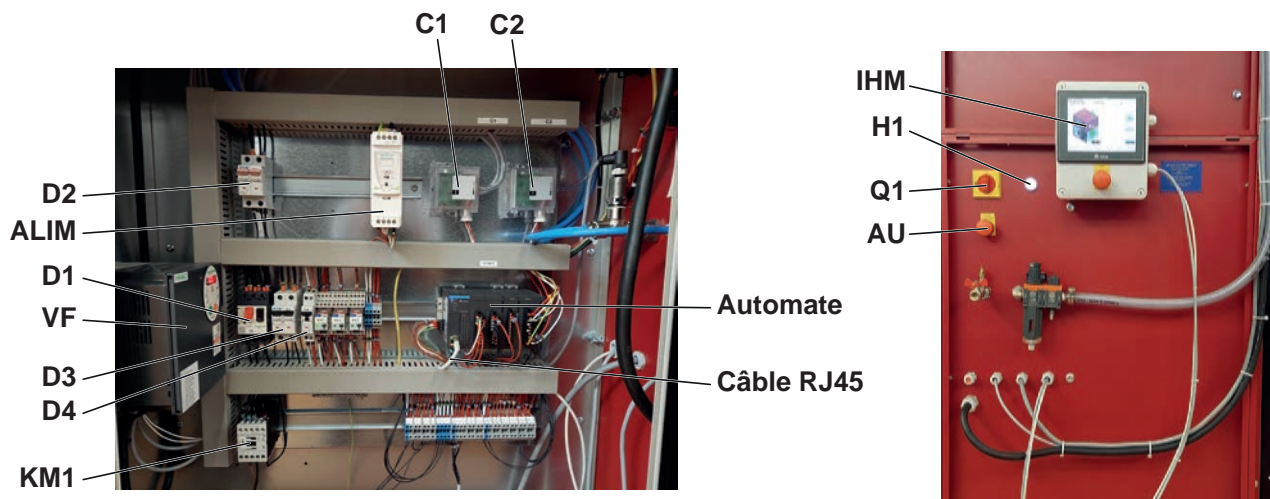 C1
C2
D2
ALIM
D1
VF
D3
D4
KM1
Automate
Câble RJ45
IHM
H1
Q1
AU